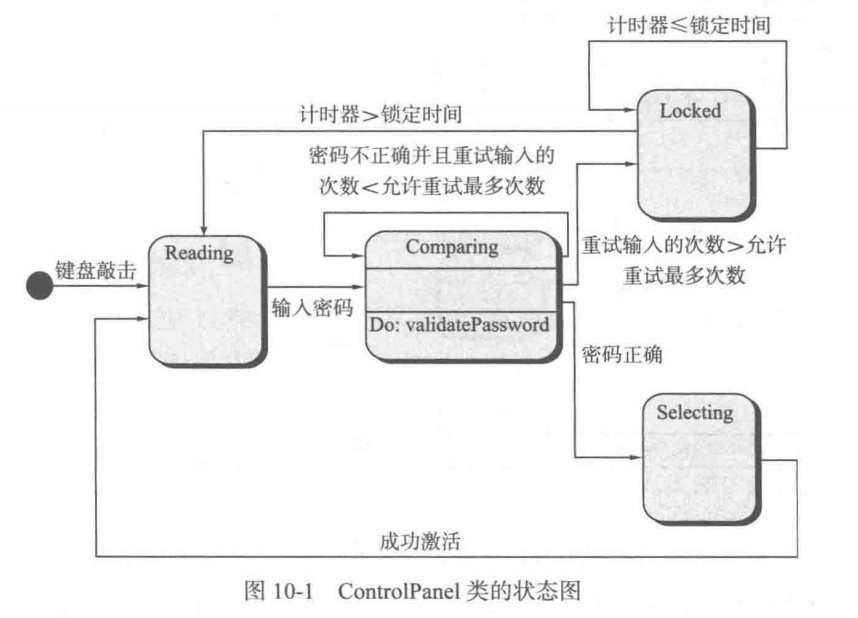 计时器≤锁定时间
Locked
计时器>锁定时间
密码不正确并且重试输入的
次数<允许重试最多次数
Reading
Comparing
重试输入的次数>允许
重试最多次数
键盘敲击
输入密码
Do: validatePassword
密码正确
Selecting
成功激活
图 10-1 ControlPanel 类的状态图